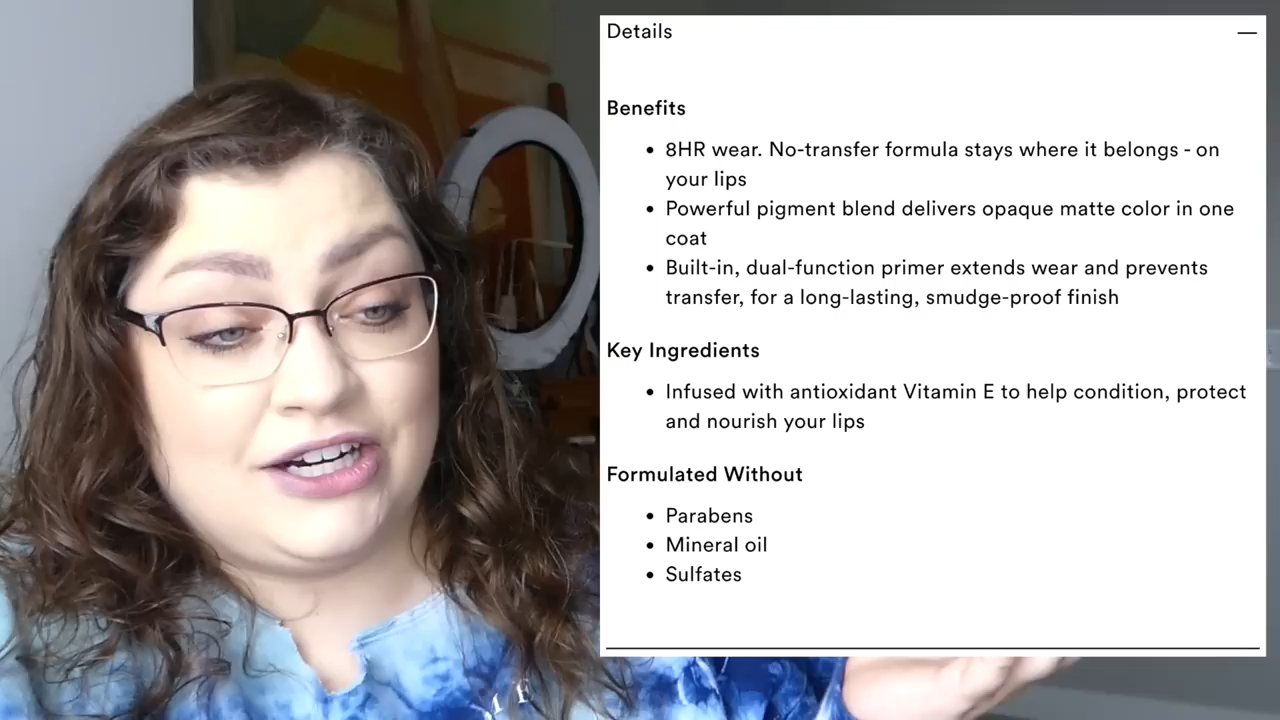 Details
Benefits
8HR wear. No-transfer formula stays where it belongs - on
your lips
Powerful pigment blend delivers opaque matte color in one
coat
Built-in, dual-function primer extends wear and prevents
transfer, for a long-lasting, smudge-proof finish
Key Ingredients
Infused with antioxidant Vitamin E to help condition, protect
and nourish your lips
Formulated Without
Parabens
Mineral oil
Sulfates